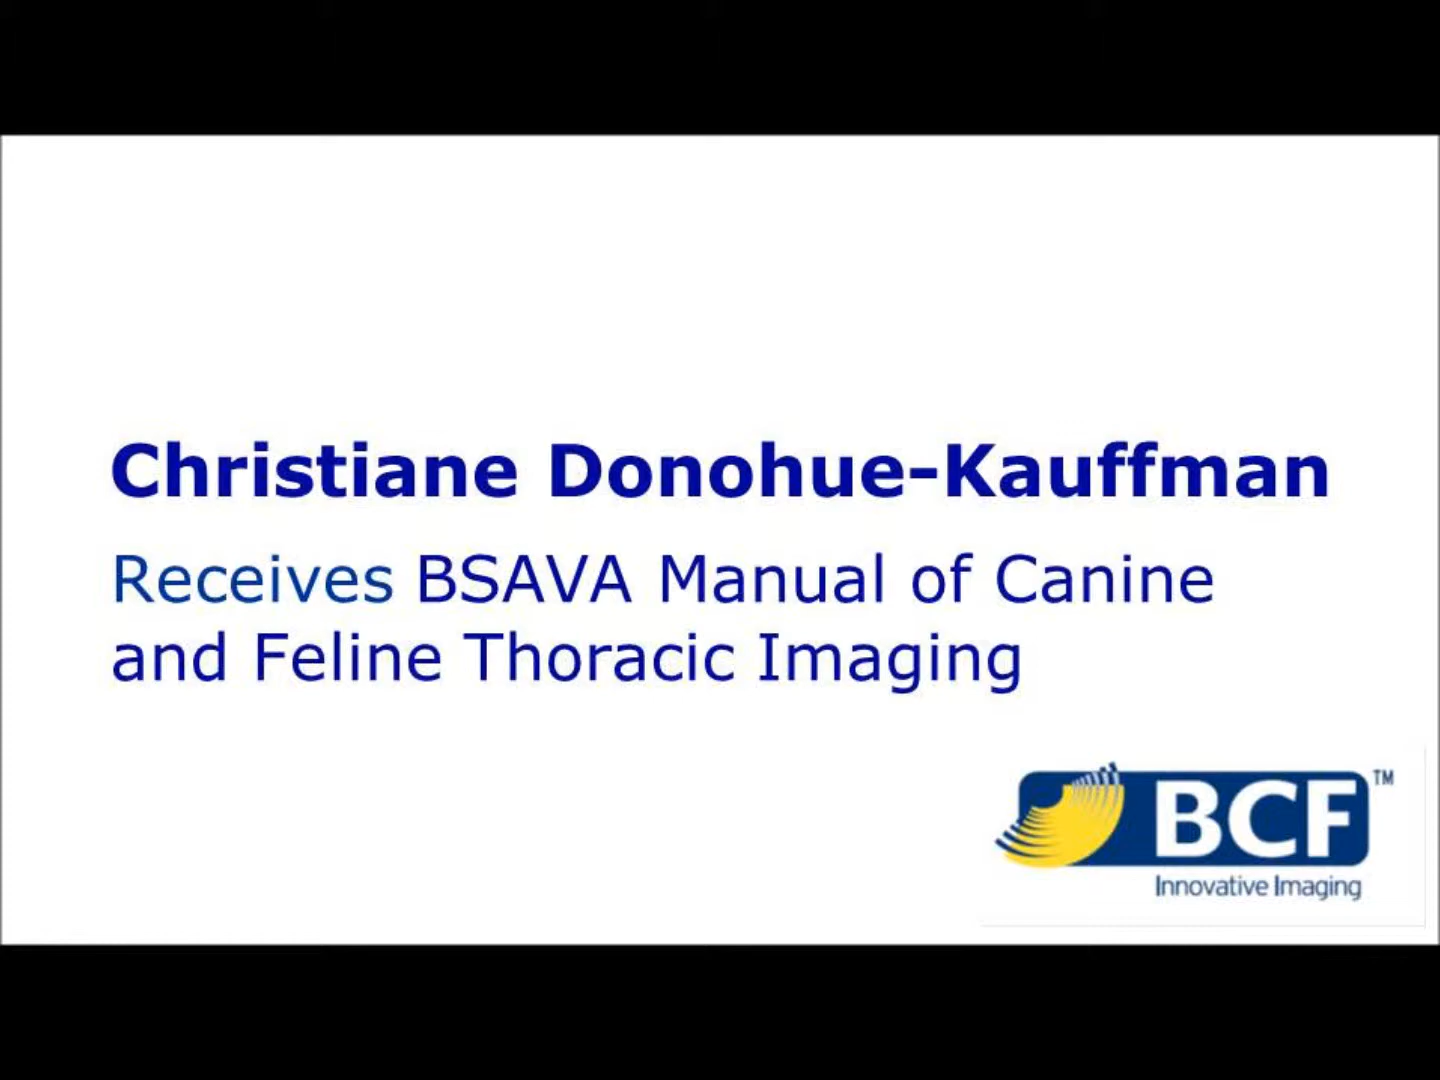 Christiane Donohue-Kauffman
Receives BSAVA Manual of Canine
and Feline Thoracic Imaging
BCF™
Innovative Imaging